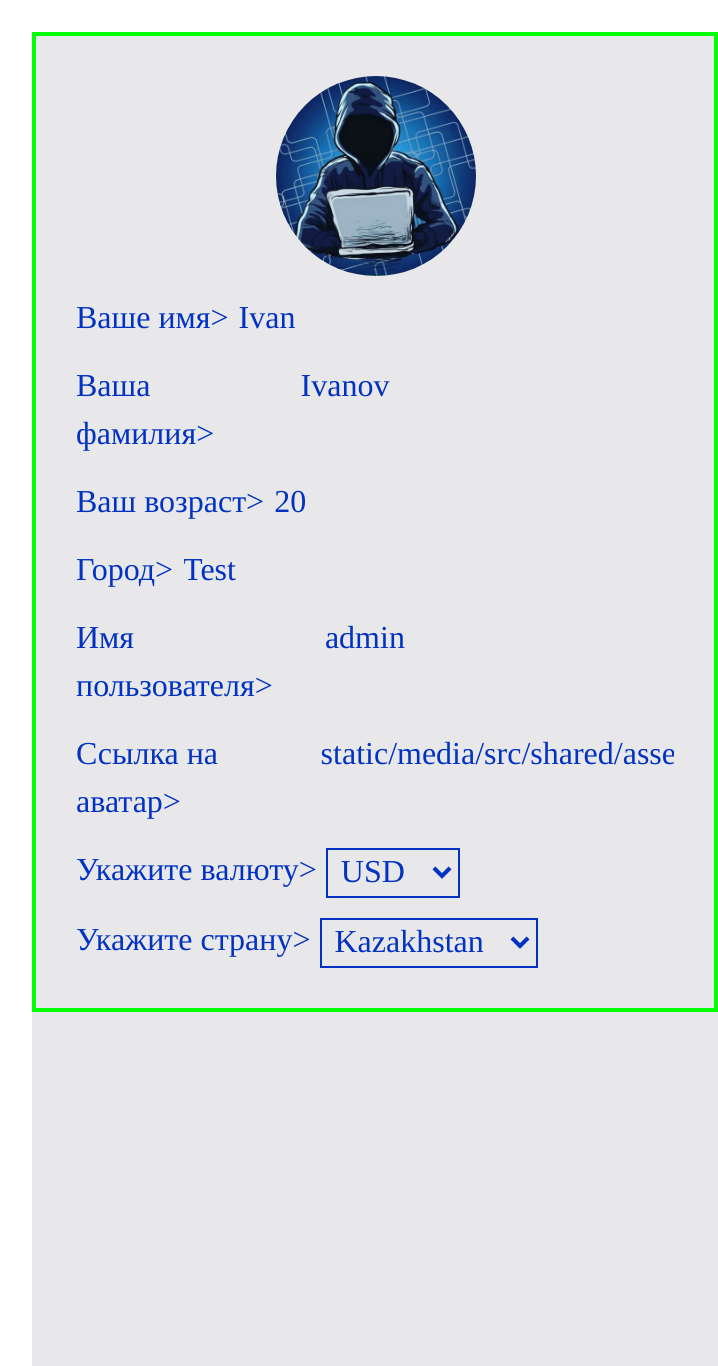 Ваше имя> Ivan
Ваша Ivanov
фамилия>
Ваш возраст> 20
Город> Test
Имя admin
пользователя>
Ссылка на static/media/src/shared/asse
аватар>
Укажите валюту> USD
Укажите страну> Kazakhstan